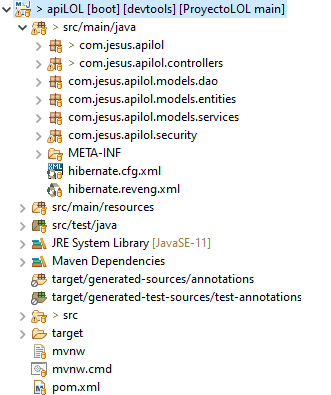 > apiLOL [boot] [devtools] [ProyectoLOL main]
> src/main/java
> com.jesus.apilol
> com.jesus.apilol.controllers
com.jesus.apilol.models.dao
com.jesus.apilol.models.entities
com.jesus.apilol.models.services
com.jesus.apilol.security
META-INF
hibernate.cfg.xml
hibernate.reveng.xml
src/main/resources
src/test/java
JRE System Library [JavaSE-11]
Maven Dependencies
target/generated-sources/annotations
target/generated-test-sources/test-annotations
> src
target
mvnw
mvnw.cmd
pom.xml